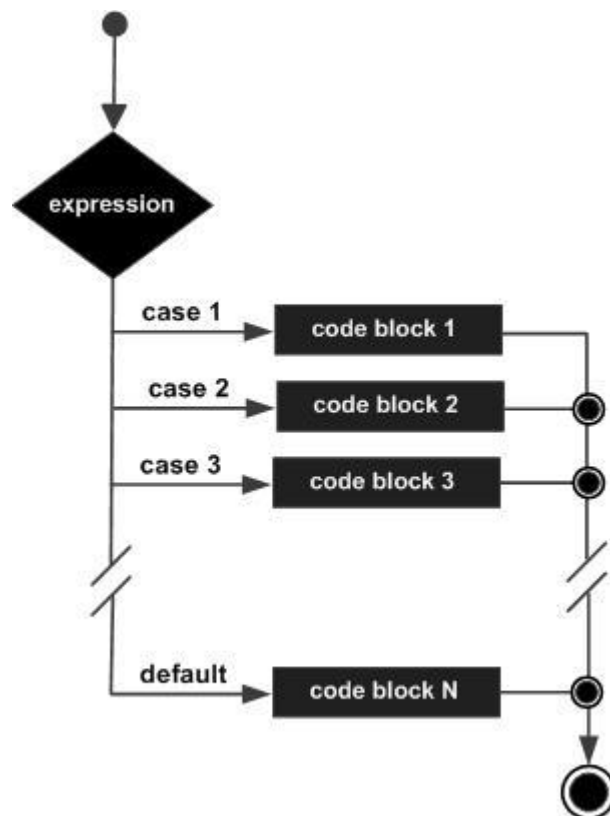 expression
case 1
code block 1
case 2
code block 2
case 3
code block 3
default
code block N